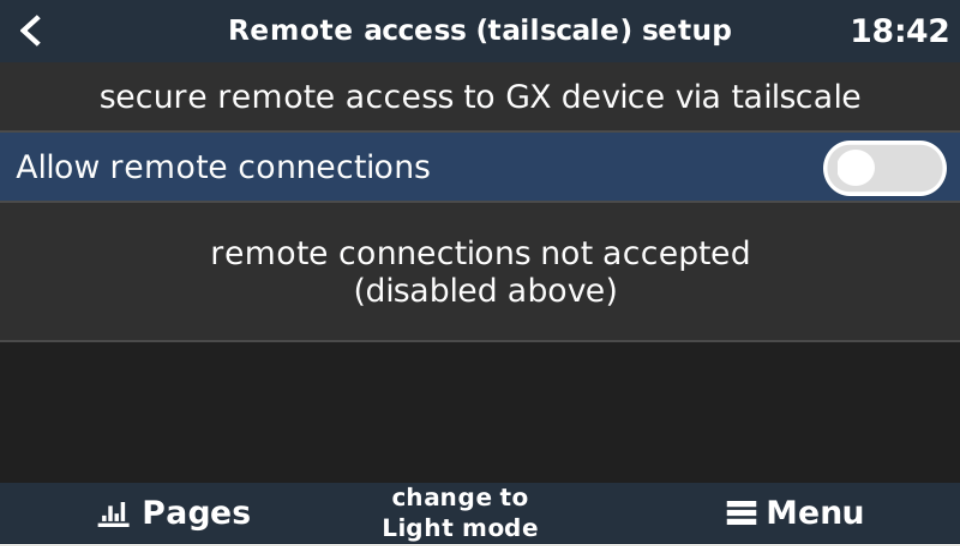 Remote access (tailscale) setup
18:42
secure remote access to GX device via tailscale
Allow remote connections
remote connections not accepted
(disabled above)
Pages
change to
Light mode
Menu